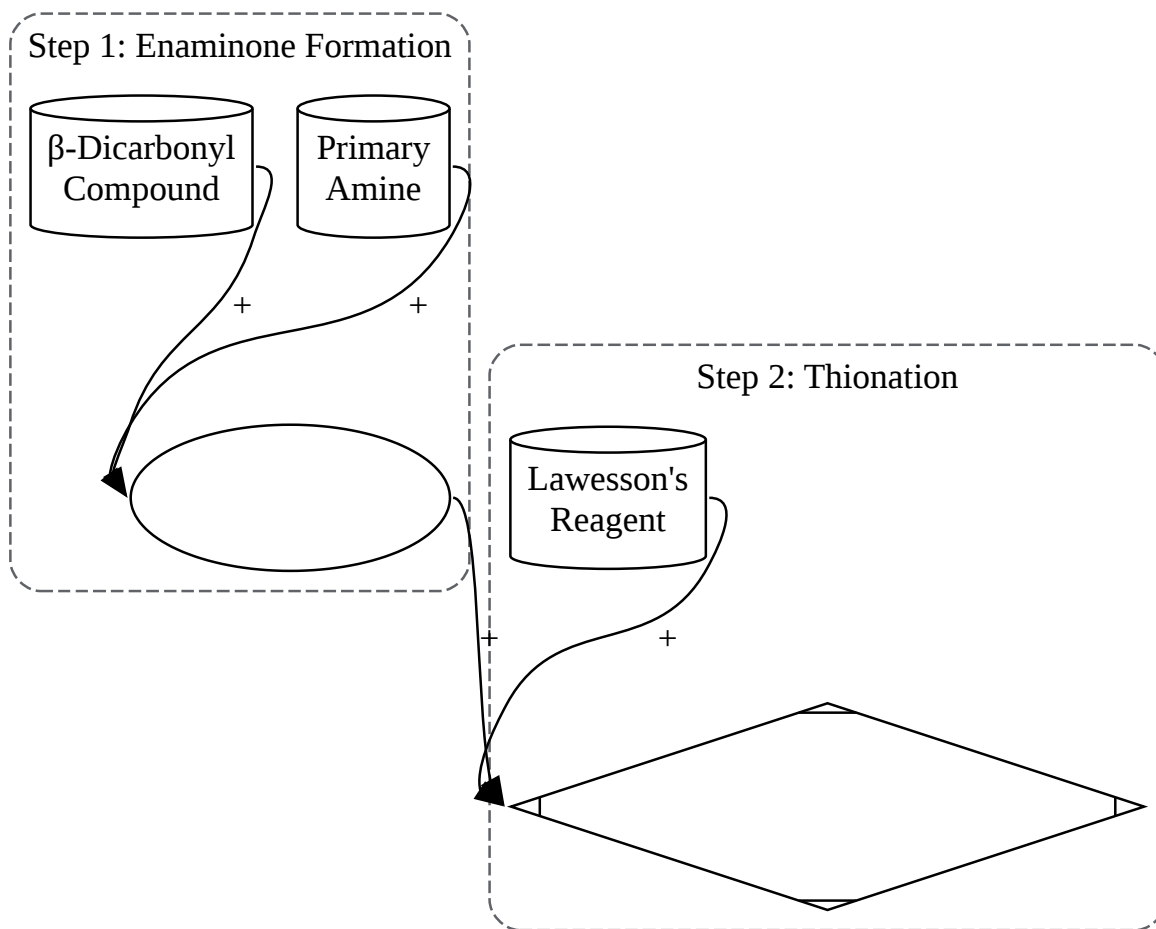 Step 1: Enaminone Formation
β-Dicarbonyl
Compound
Primary
Amine
+
+
Step 2: Thionation
Lawesson's
Reagent
+
+